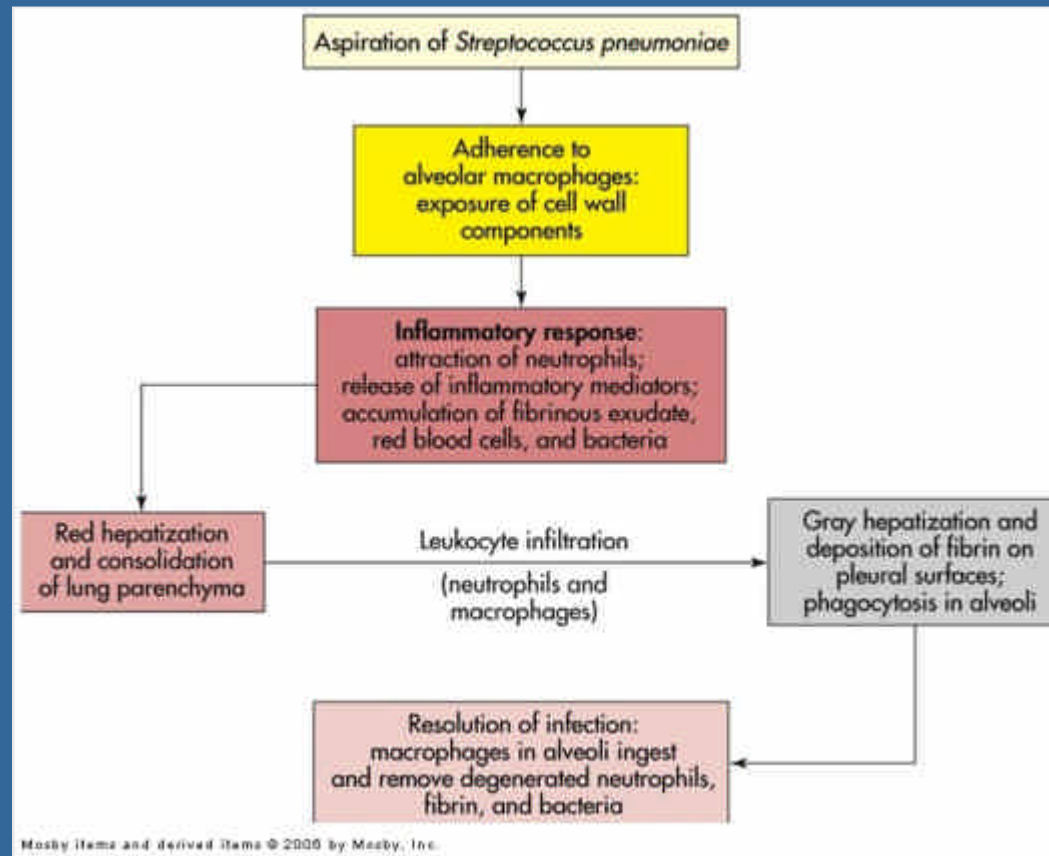 Aspiration of Streptococcus pneumoniae
Adherence to
alveolar macrophages:
exposure of cell wall
components
Inflammatory response:
attraction of neutrophils;
release of inflammatory mediators;
accumulation of fibrinous exudate,
red blood cells, and bacteria
Red hepatization
and consolidation
of lung parenchyma
Leukocyte infiltration
(neutrophils and
macrophages)
Gray hepatization and
deposition of fibrin on
pleural surfaces;
phagocytosis in alveoli
Resolution of infection:
macrophages in alveoli ingest
and remove degenerated neutrophils,
fibrin, and bacteria
Mosby items and derived items © 2006 by Mosby, Inc.